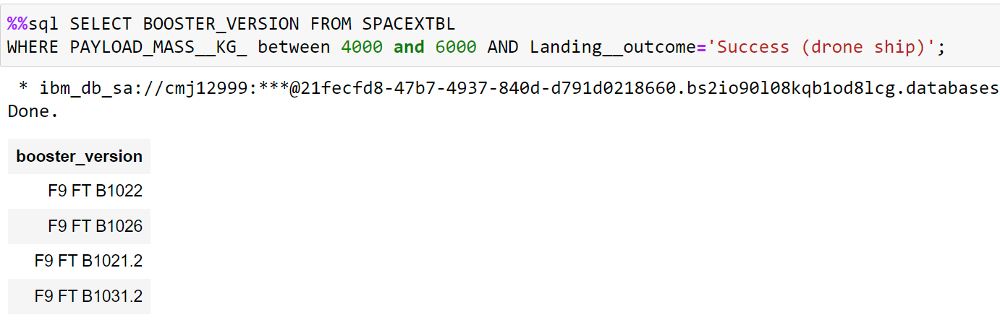 %%sql SELECT BOOSTER_VERSION FROM SPACEXTBL
WHERE PAYLOAD_MASS__KG_ between 4000 and 6000 AND Landing__outcome='Success (drone ship)';
* ibm_db_sa://cmj12999:***@21fecfd8-47b7-4937-840d-d791d0218660.bs2io90l08kqb1od8lcg.databases
Done.
booster_version
F9 FT B1022
F9 FT B1026
F9 FT B1021.2
F9 FT B1031.2